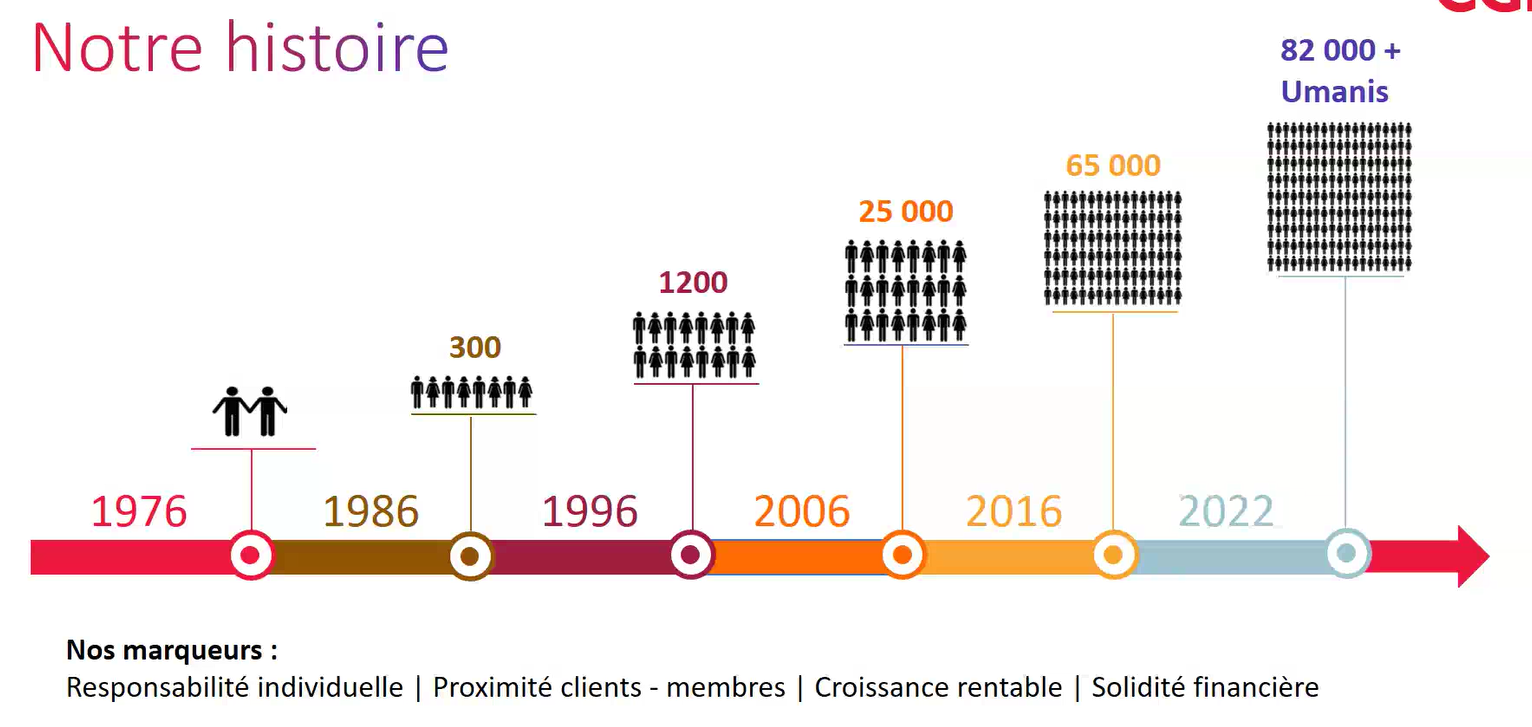 Notre histoire
82 000 +
Umanis
65 000
25 000
1200
300
1976
1986
1996
2006
2016
2022
Nos marqueurs :
Responsabilité individuelle | Proximité clients - membres | Croissance rentable | Solidité financière